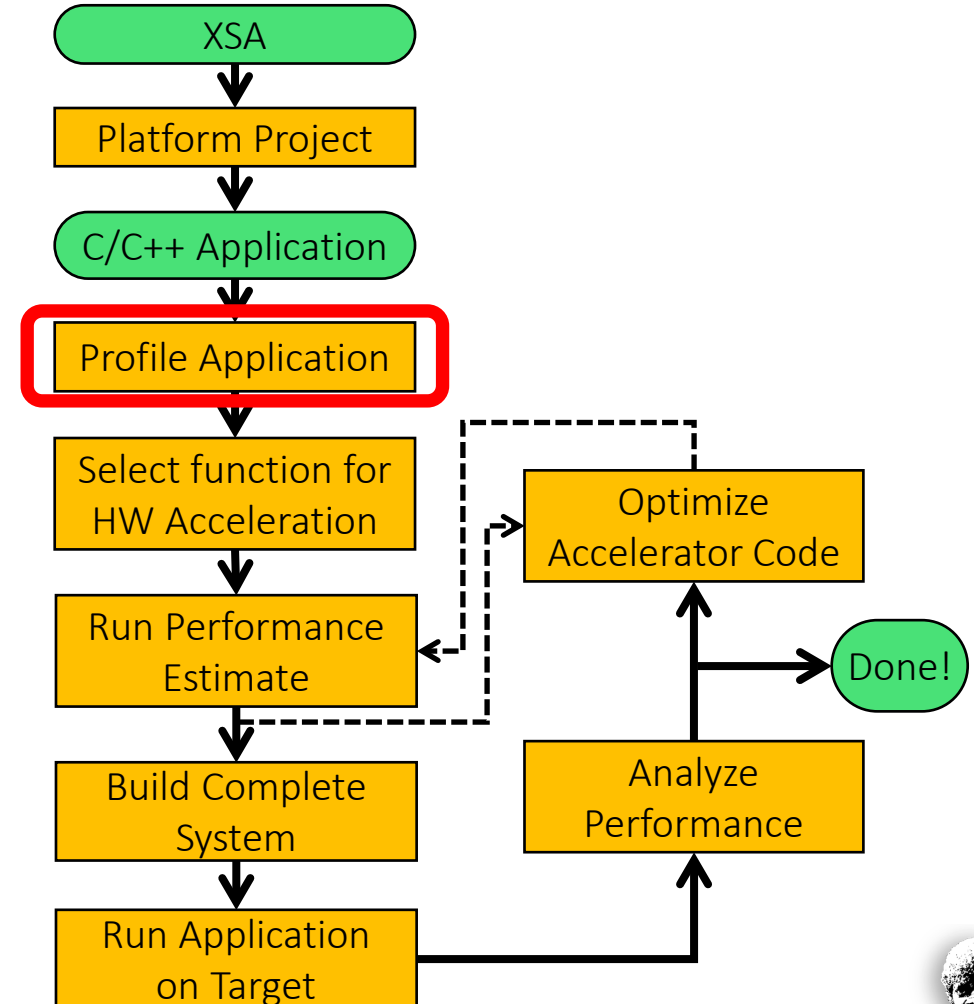 XSA
Platform Project
C/C++ Application
Profile Application
Select function for
HW Acceleration
Run Performance
Estimate
Build Complete
System
Run Application
on Target
Optimize
Accelerator Code
Done!
Analyze
Performance